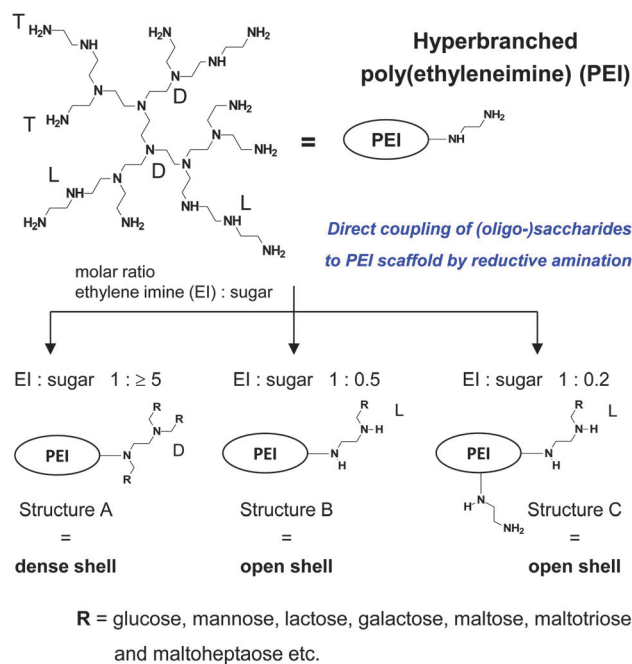 T
H2N
NH
H2N
NH2
N
NH
NH2
Hyperbranched
poly(ethyleneimine) (PEI)
N
N
D
T
H2N
NH2
N
NH2
=
PEI
NH
NH2
N
D
N
L
N
NH
H2N
NH2
NH
NH
L
NH2
Direct coupling of (oligo-)saccharides
to PEI scaffold by reductive amination
molar ratio
ethylene imine (EI) : sugar
EI : sugar 1 : ≥ 5
EI : sugar 1 : 0.5
EI : sugar 1 : 0.2
R
R
N
N
R
D
PEI
R
N-H
L
PEI
N
H
R
N-H
L
PEI
N
H
H-N
NH2
Structure A
Structure B
Structure C
=
=
=
dense shell
open shell
open shell
R = glucose, mannose, lactose, galactose, maltose, maltotriose
and maltoheptaose etc.